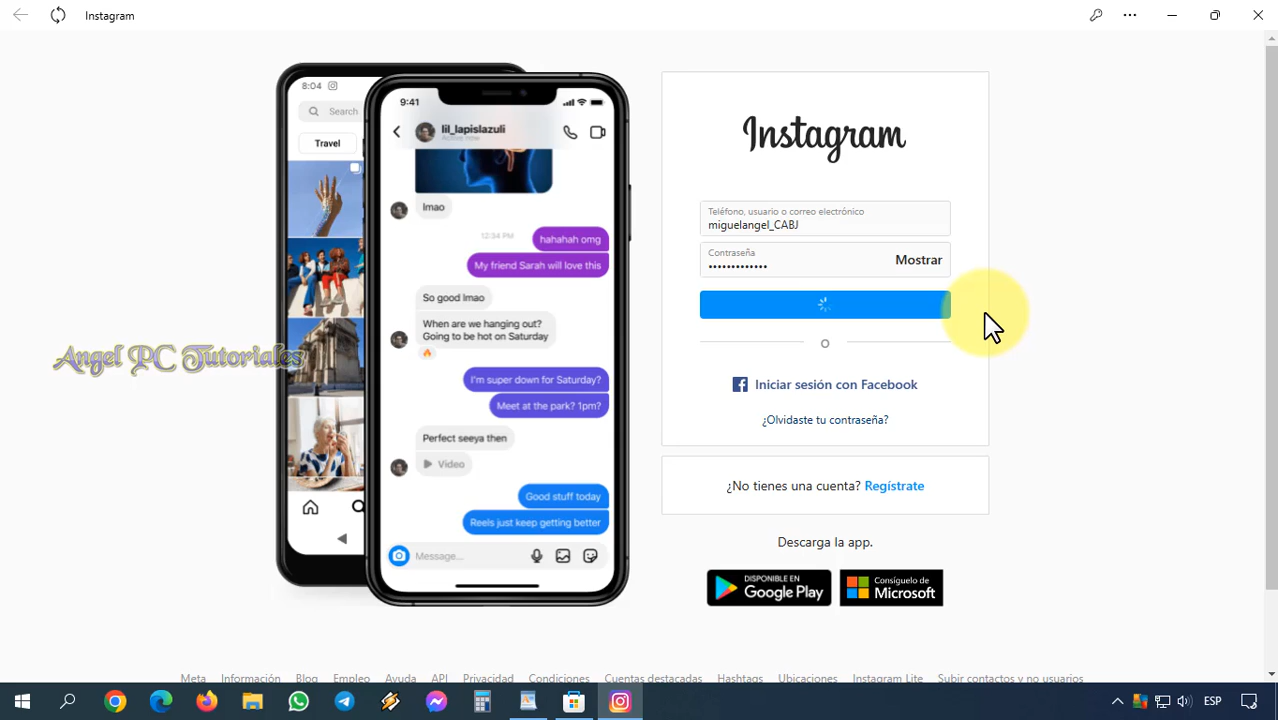 Instagram
8:04
Search
Travel
9:41
lil_lapislazuli
Active now
lmao
12:34 PM
hahahah omg
My friend Sarah will love this
So good lmao
When are we hanging out?
Going to be hot on Saturday
I'm super down for Saturday?
Meet at the park? 1pm?
Perfect seeya then
Video
Good stuff today
Reels just keep getting better
Message...
Angel PC Tutoriales
Instagram
Teléfono, usuario o correo electrónico
miguelangel_CABJ
Contraseña
•••••••••••••
Mostrar
O
Iniciar sesión con Facebook
¿Olvidaste tu contraseña?
¿No tienes una cuenta? Regístrate
Descarga la app.
DISPONIBLE EN
Google Play
Consíguelo de
Microsoft
Meta Información Blog Empleo Ayuda API Privacidad Condiciones Cuentas destacadas Hashtags Ubicaciones Instagram Lite Subir contactos y no usuarios
ESP